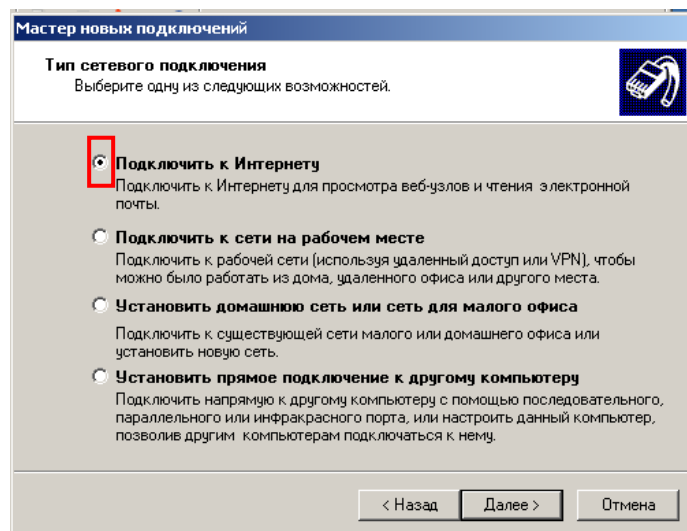 Мастер новых подключений
Тип сетевого подключения
Выберите одну из следующих возможностей.
Подключить к Интернету
Подключить к Интернету для просмотра веб-узлов и чтения электронной
почты.
Подключить к сети на рабочем месте
Подключить к рабочей сети (используя удаленный доступ или VPN), чтобы
можно было работать из дома, удаленного офиса или другого места.
Установить домашнюю сеть или сеть для малого офиса
Подключить к существующей сети малого или домашнего офиса или
установить новую сеть.
Установить прямое подключение к другому компьютеру
Подключить напрямую к другому компьютеру с помощью последовательного,
параллельного или инфракрасного порта, или настроить данный компьютер,
позволив другим компьютерам подключаться к нему.
< Назад Далее > Отмена